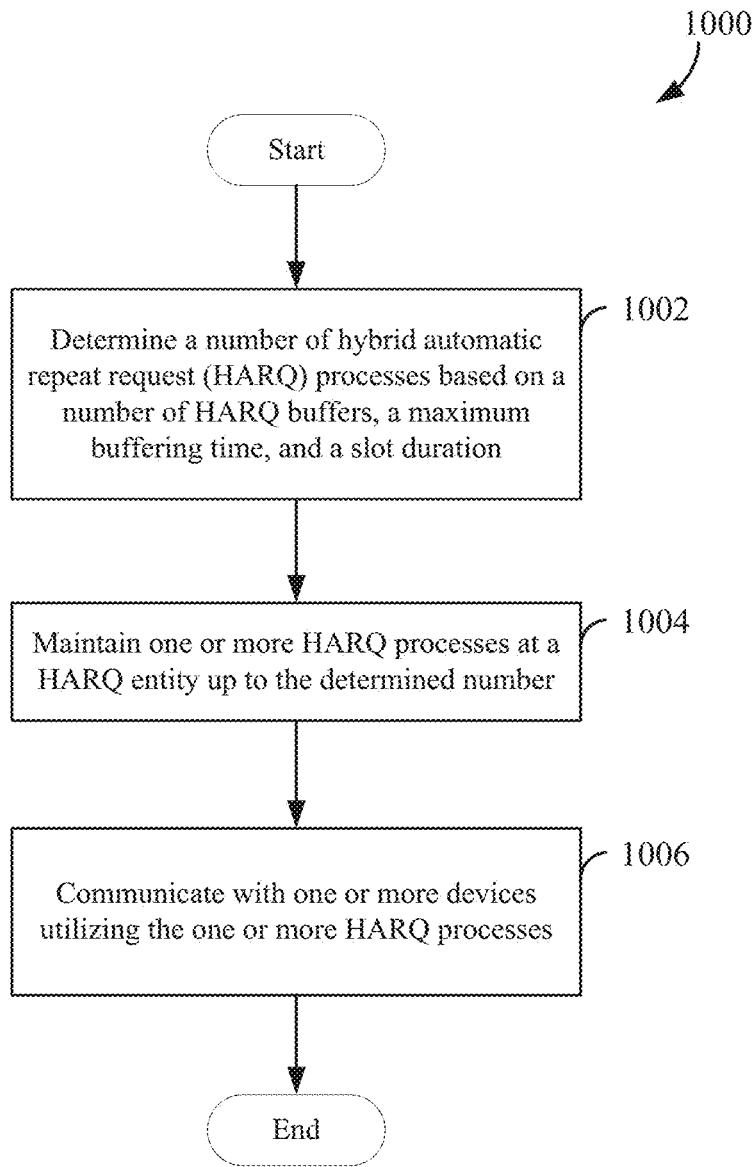 1000
Start
Determine a number of hybrid automatic
repeat request (HARQ) processes based on a
number of HARQ buffers, a maximum
buffering time, and a slot duration
1002
Maintain one or more HARQ processes at a
HARQ entity up to the determined number
1004
Communicate with one or more devices
utilizing the one or more HARQ processes
1006
End